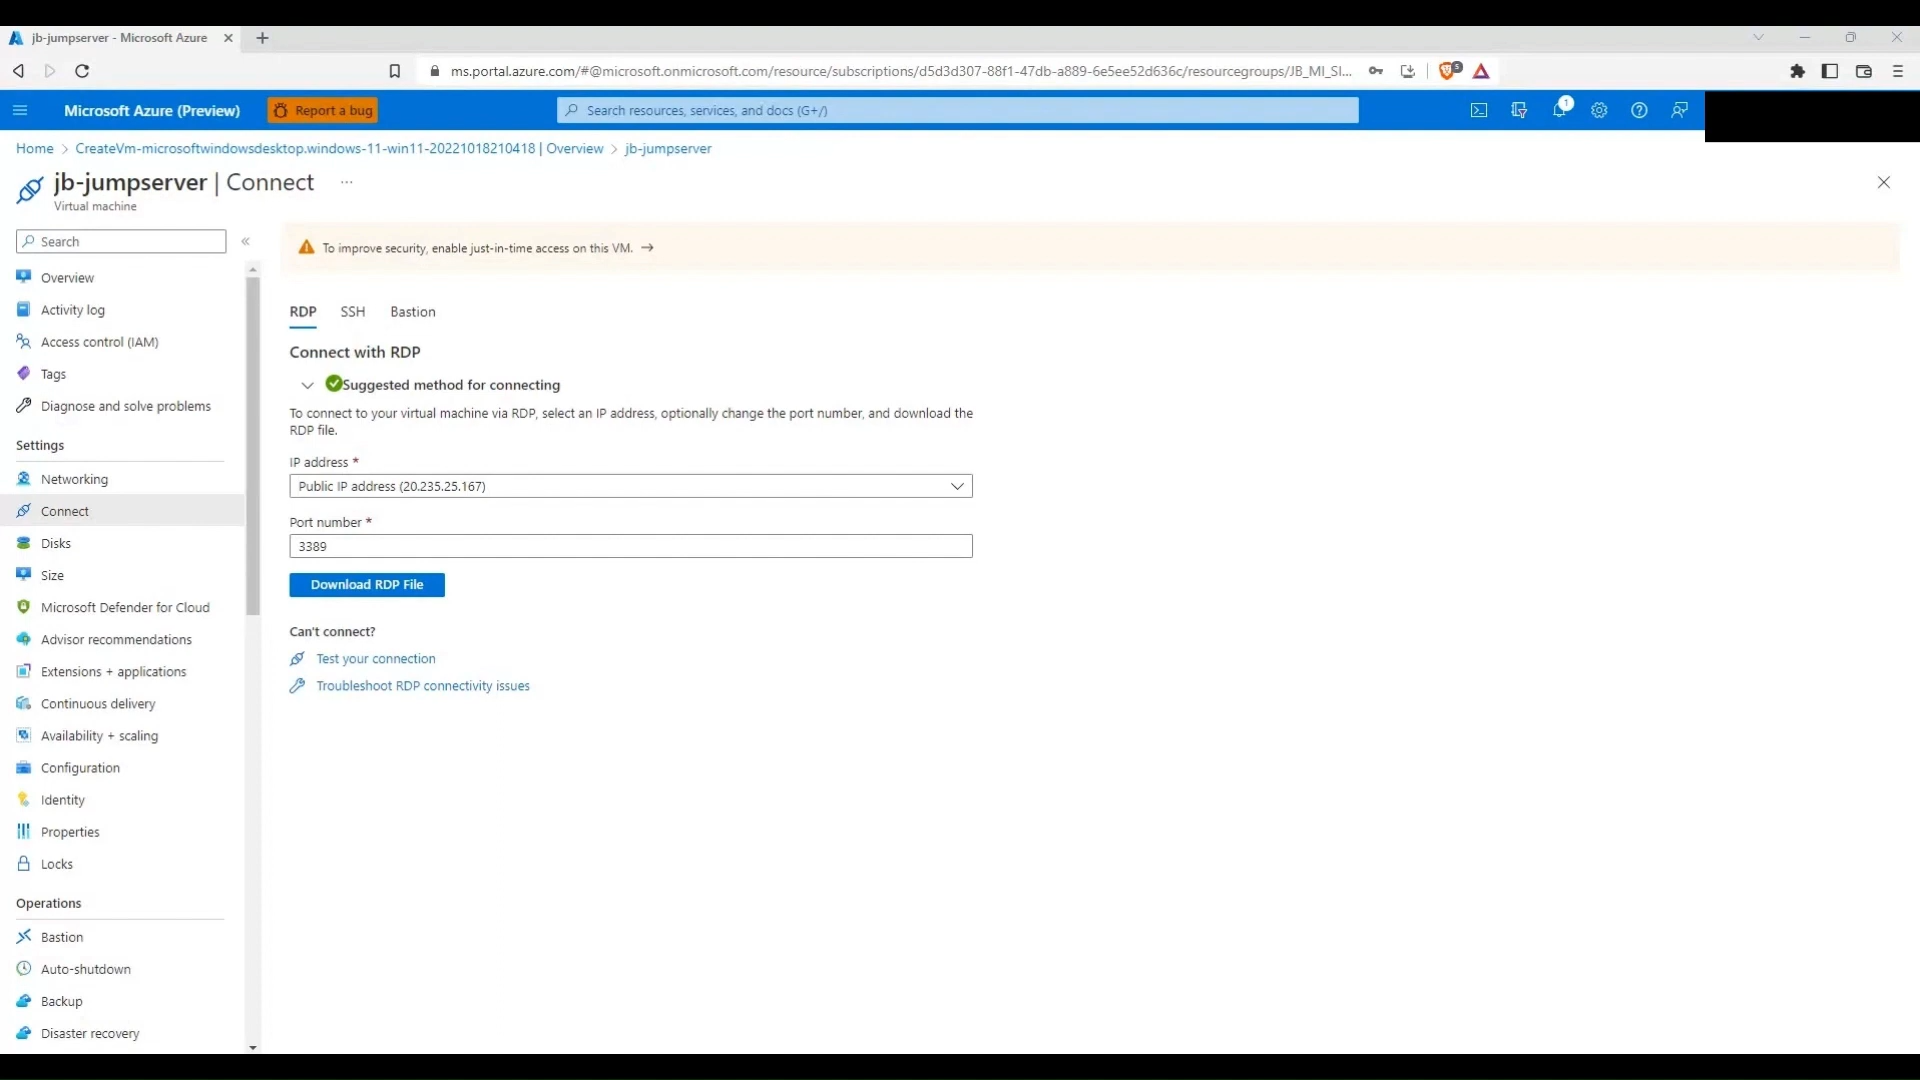 jb-jumpserver - Microsoft Azure
ms.portal.azure.com/#@microsoft.onmicrosoft.com/resource/subscriptions/d5d3d307-88f1-47db-a889-6e5ee52d636c/resourcegroups/JB_MI_SI...
5
Microsoft Azure (Preview)
Report a bug
Search resources, services, and docs (G+/)
1
Home > CreateVm-microsoftwindowsdesktop.windows-11-win11-20221018210418 | Overview > jb-jumpserver
jb-jumpserver | Connect ...
Virtual machine
Search
«
Overview
Activity log
Access control (IAM)
Tags
Diagnose and solve problems
Settings
Networking
Connect
Disks
Size
Microsoft Defender for Cloud
Advisor recommendations
Extensions + applications
Continuous delivery
Availability + scaling
Configuration
Identity
Properties
Locks
Operations
Bastion
Auto-shutdown
Backup
Disaster recovery
To improve security, enable just-in-time access on this VM. →
RDP SSH Bastion
Connect with RDP
Suggested method for connecting
To connect to your virtual machine via RDP, select an IP address, optionally change the port number, and download the
RDP file.
IP address *
Public IP address (20.235.25.167)
Port number *
3389
Download RDP File
Can't connect?
Test your connection
Troubleshoot RDP connectivity issues